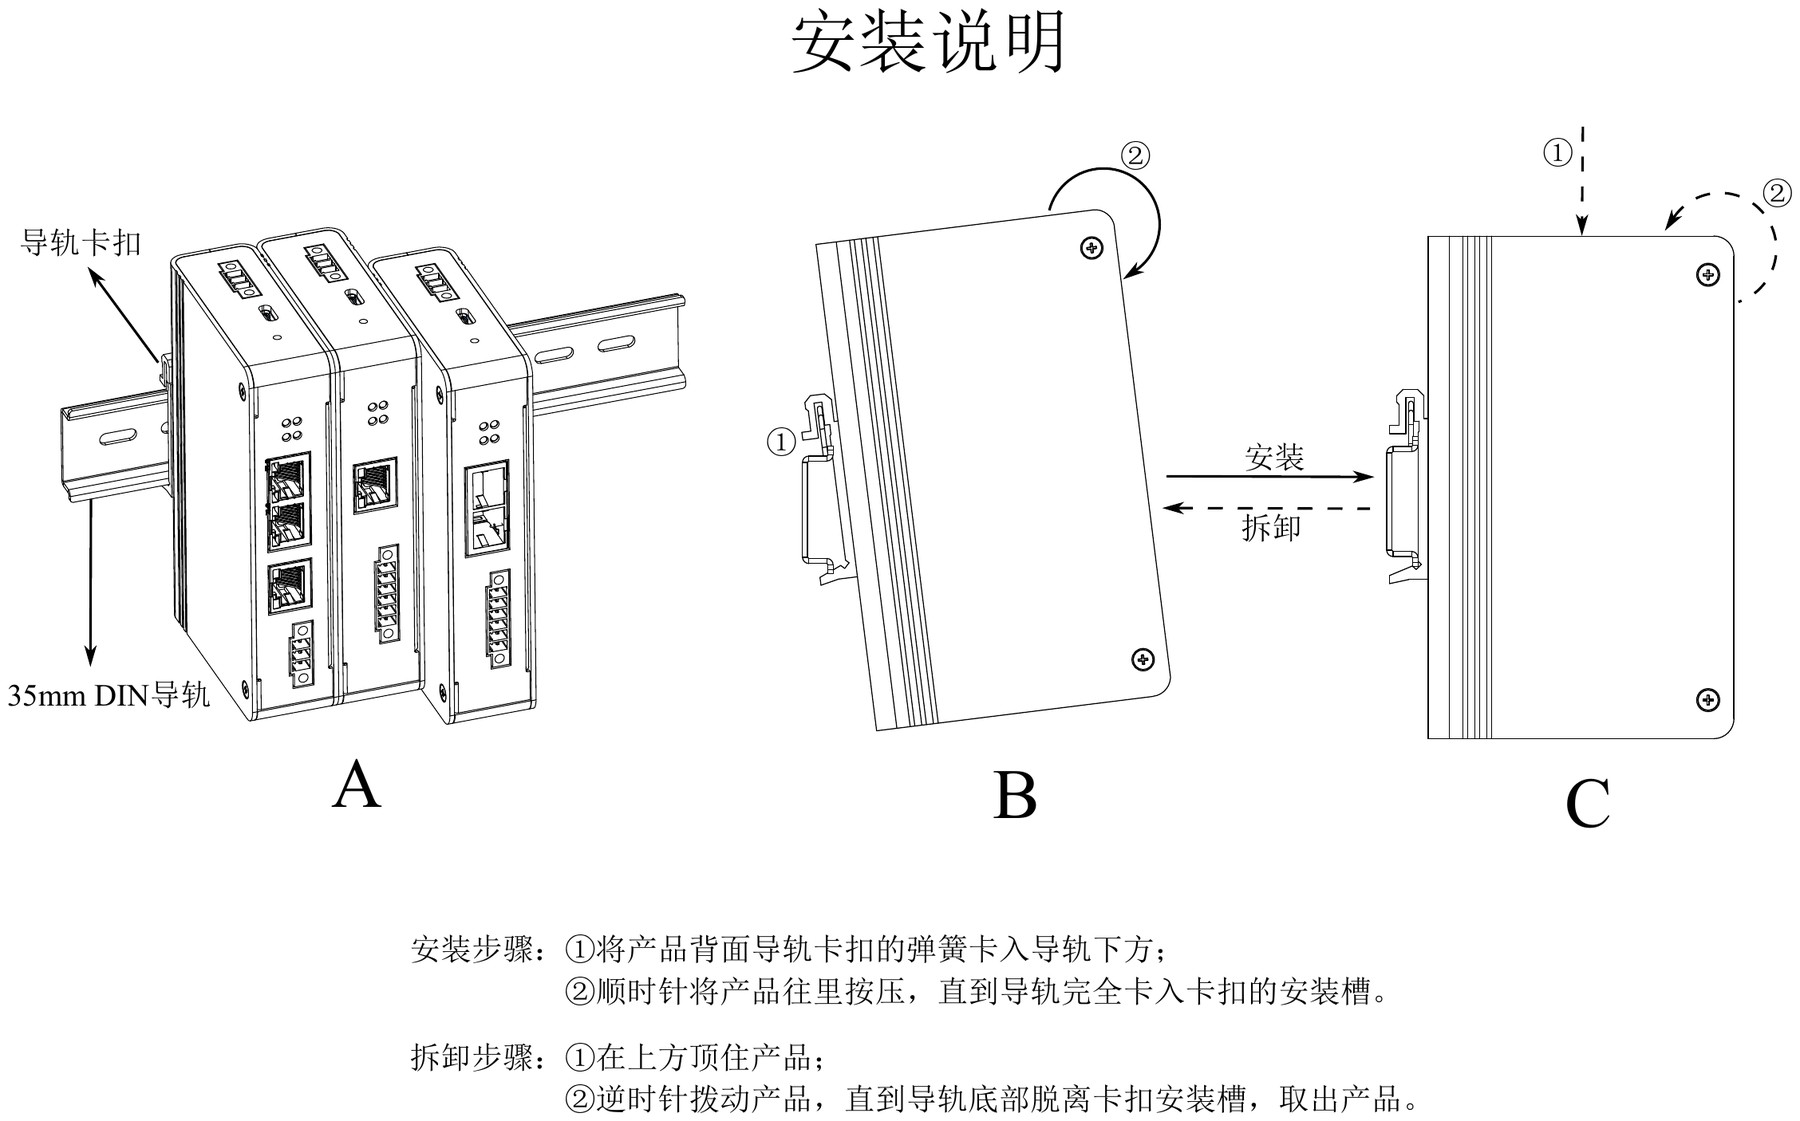 安装说明
①
②
②
导轨卡扣
①
安装
拆卸
35mm DIN导轨
A
B
C
安装步骤：①将产品背面导轨卡扣的弹簧卡入导轨下方；
②顺时针将产品往里按压，直到导轨完全卡入卡扣的安装槽。
拆卸步骤：①在上方顶住产品；
②逆时针拨动产品，直到导轨底部脱离卡扣安装槽，取出产品。